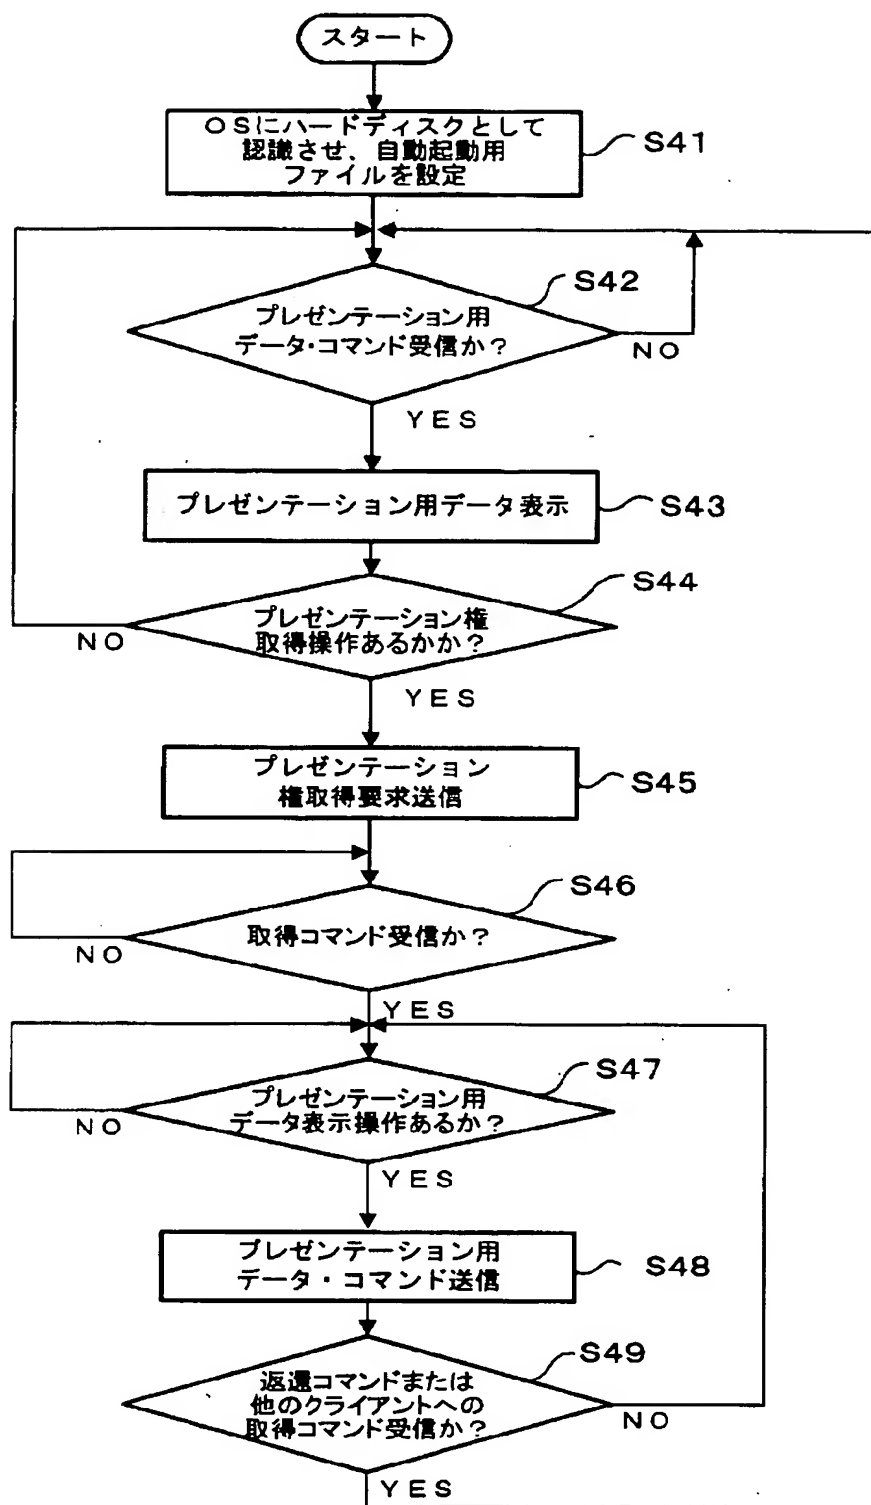 スタート
OSにハードディスクとして
認識させ、自動起動用
ファイルを設定
S41
S42
プレゼンテーション用
データ・コマンド受信か？
NO
YES
プレゼンテーション用データ表示
S43
S44
プレゼンテーション権
取得操作あるかか？
NO
YES
プレゼンテーション
権取得要求送信
S45
S46
取得コマンド受信か？
NO
YES
S47
プレゼンテーション用
データ表示操作あるか？
NO
YES
プレゼンテーション用
データ・コマンド送信
S48
S49
返還コマンドまたは
他のクライアントへの
取得コマンド受信か？
NO
YES